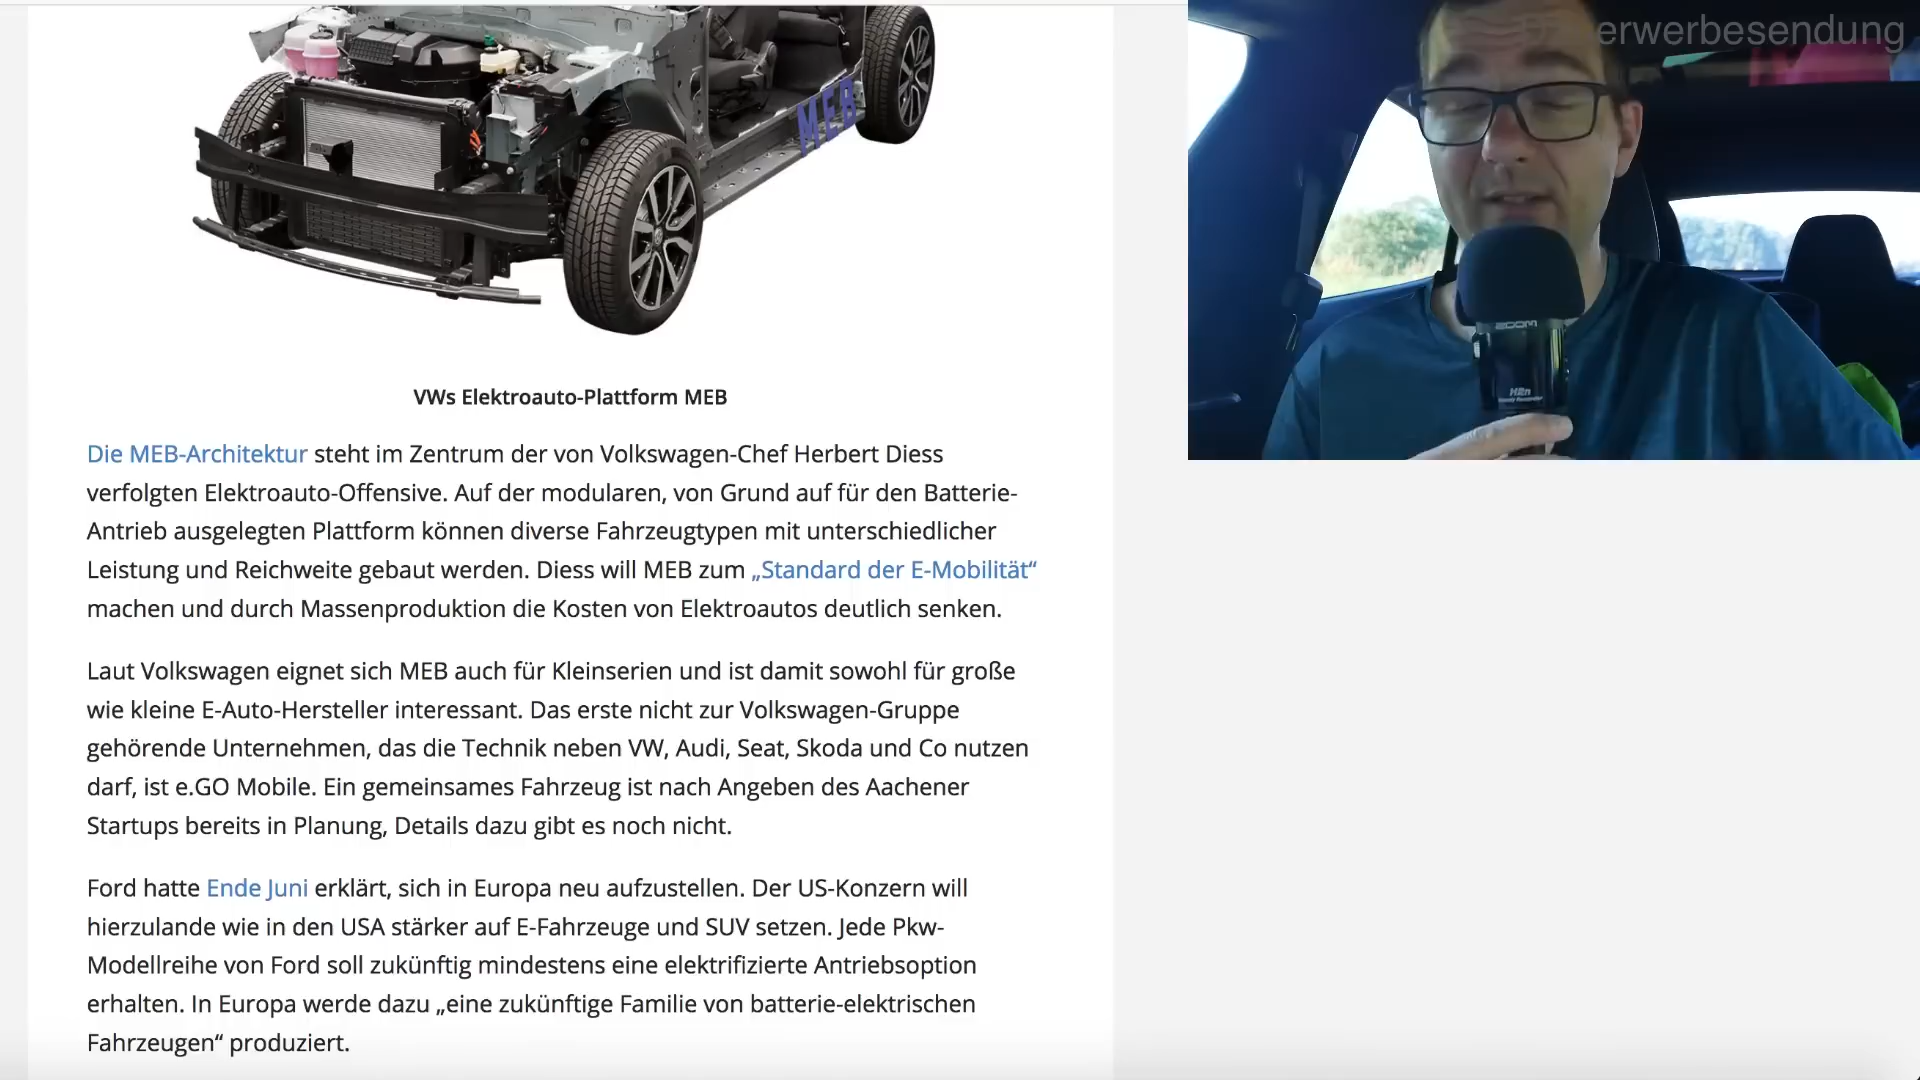 MEB
VWs Elektroauto-Plattform MEB
Die MEB-Architektur steht im Zentrum der von Volkswagen-Chef Herbert Diess
verfolgten Elektroauto-Offensive. Auf der modularen, von Grund auf für den Batterie-
Antrieb ausgelegten Plattform können diverse Fahrzeugtypen mit unterschiedlicher
Leistung und Reichweite gebaut werden. Diess will MEB zum „Standard der E-Mobilität“
machen und durch Massenproduktion die Kosten von Elektroautos deutlich senken.
Laut Volkswagen eignet sich MEB auch für Kleinserien und ist damit sowohl für große
wie kleine E-Auto-Hersteller interessant. Das erste nicht zur Volkswagen-Gruppe
gehörende Unternehmen, das die Technik neben VW, Audi, Seat, Skoda und Co nutzen
darf, ist e.GO Mobile. Ein gemeinsames Fahrzeug ist nach Angaben des Aachener
Startups bereits in Planung, Details dazu gibt es noch nicht.
Ford hatte Ende Juni erklärt, sich in Europa neu aufzustellen. Der US-Konzern will
hierzulande wie in den USA stärker auf E-Fahrzeuge und SUV setzen. Jede Pkw-
Modellreihe von Ford soll zukünftig mindestens eine elektrifizierte Antriebsoption
erhalten. In Europa werde dazu „eine zukünftige Familie von batterie-elektrischen
Fahrzeugen“ produziert.
ZOOM
H2n